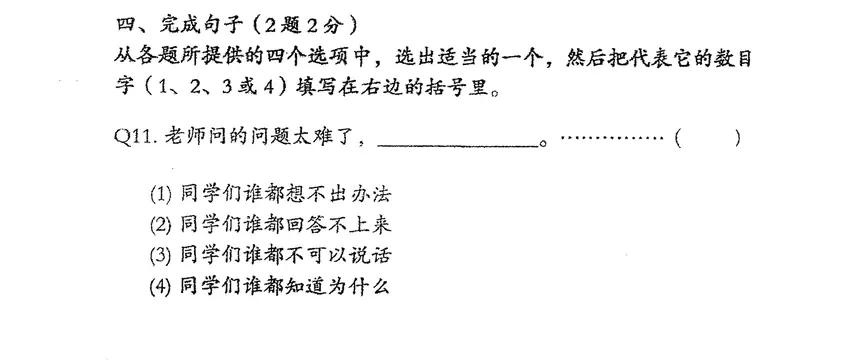 四、完成句子（2题2分）
从各题所提供的四个选项中，选出适当的一个，然后把代表它的数目
字（1、2、3或4）填写在右边的括号里。
Q11. 老师问的问题太难了，______________。……………（  ）
(1) 同学们谁都想不出办法
(2) 同学们谁都回答不上来
(3) 同学们谁都不可以说话
(4) 同学们谁都知道为什么